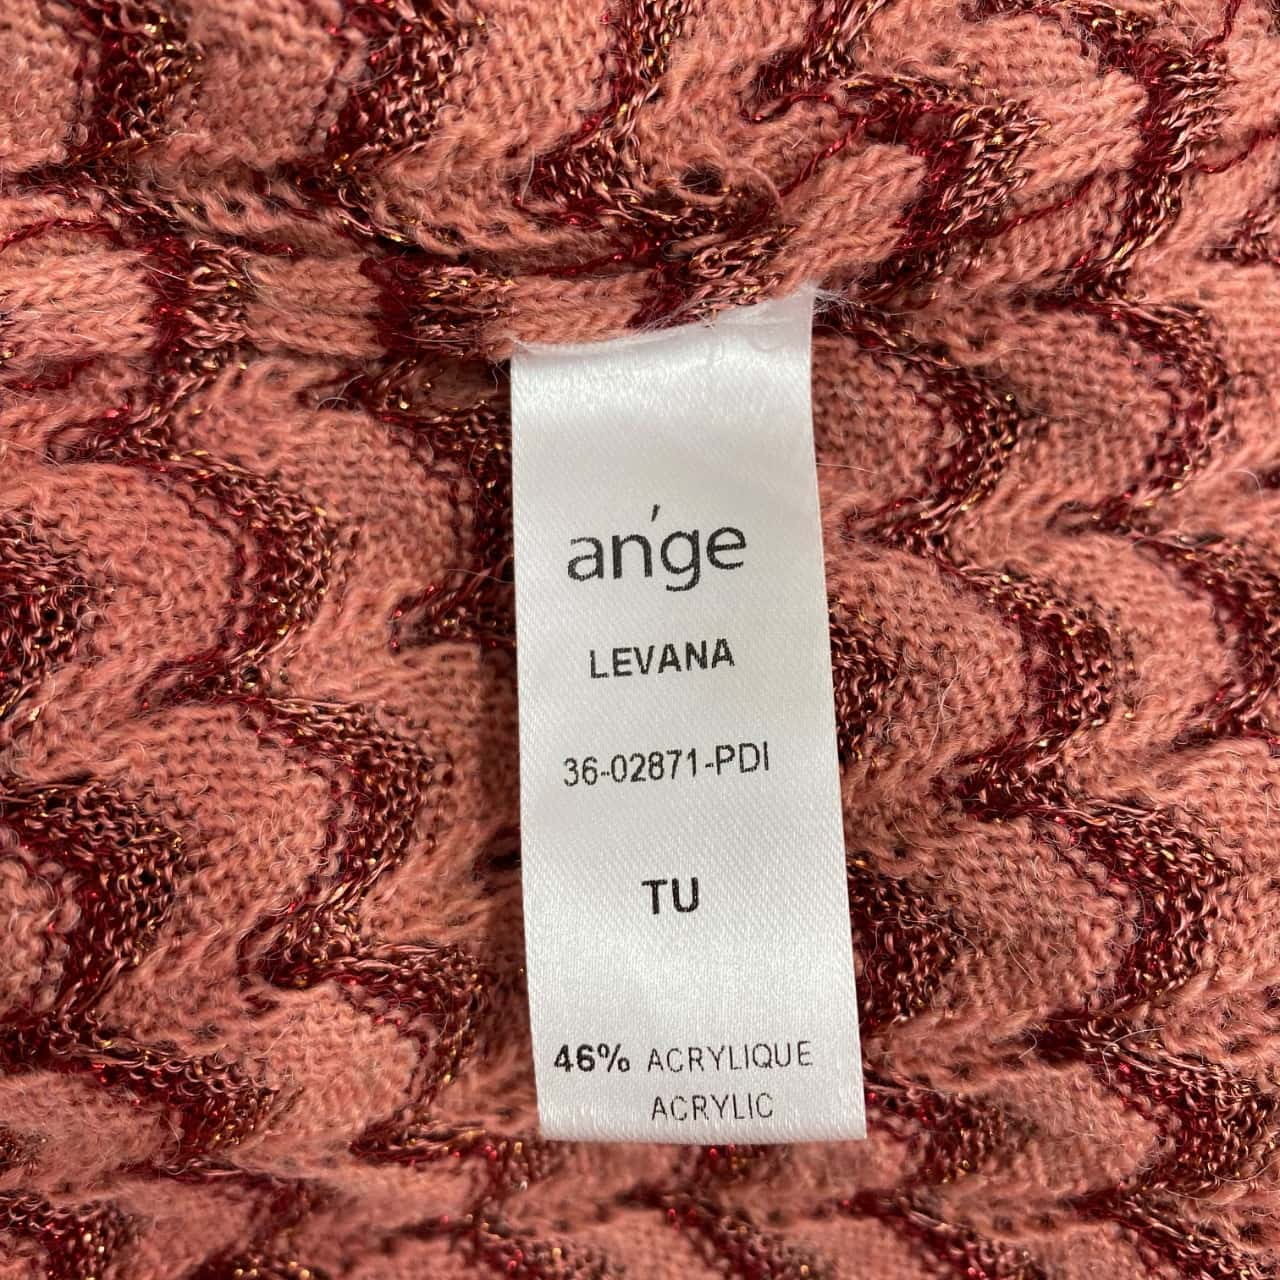 an'ge
LEVANA
36-02871-PDI
TU
46% ACRYLIQUE
ACRYLIC